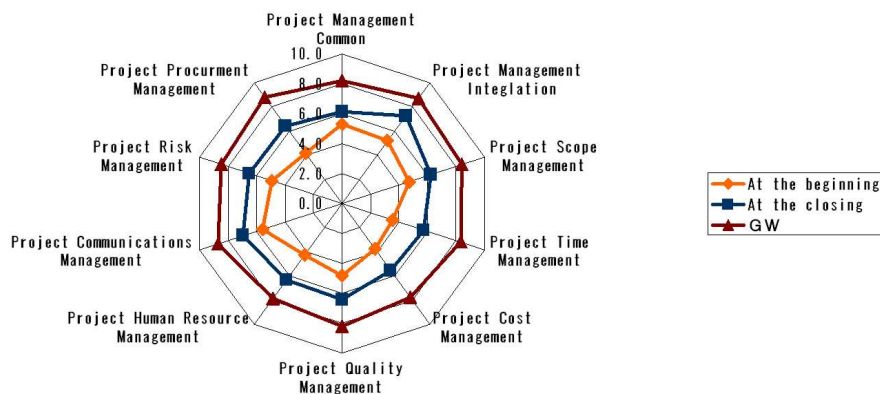 Project Management
Common
10.0
8.0
6.0
4.0
2.0
0.0
Project Management
Integlation
Project Scope
Management
Project Time
Management
Project Cost
Management
Project Quality
Management
Project Human Resource
Management
Project Communications
Management
Project Risk
Management
Project Procurment
Management
At the beginning
At the closing
GW